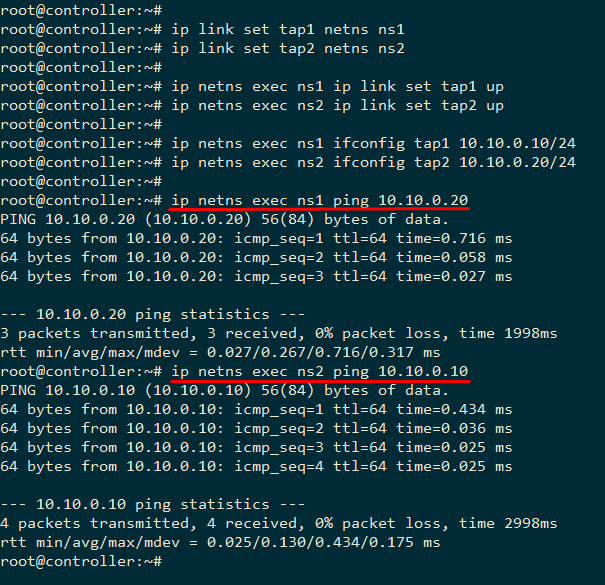 root@controller:~#
root@controller:~# ip link set tap1 netns ns1
root@controller:~# ip link set tap2 netns ns2
root@controller:~#
root@controller:~# ip netns exec ns1 ip link set tap1 up
root@controller:~# ip netns exec ns2 ip link set tap2 up
root@controller:~#
root@controller:~# ip netns exec ns1 ifconfig tap1 10.10.0.10/24
root@controller:~# ip netns exec ns2 ifconfig tap2 10.10.0.20/24
root@controller:~#
root@controller:~# ip netns exec ns1 ping 10.10.0.20
PING 10.10.0.20 (10.10.0.20) 56(84) bytes of data.
64 bytes from 10.10.0.20: icmp_seq=1 ttl=64 time=0.716 ms
64 bytes from 10.10.0.20: icmp_seq=2 ttl=64 time=0.058 ms
64 bytes from 10.10.0.20: icmp_seq=3 ttl=64 time=0.027 ms

--- 10.10.0.20 ping statistics ---
3 packets transmitted, 3 received, 0% packet loss, time 1998ms
rtt min/avg/max/mdev = 0.027/0.267/0.716/0.317 ms
root@controller:~# ip netns exec ns2 ping 10.10.0.10
PING 10.10.0.10 (10.10.0.10) 56(84) bytes of data.
64 bytes from 10.10.0.10: icmp_seq=1 ttl=64 time=0.434 ms
64 bytes from 10.10.0.10: icmp_seq=2 ttl=64 time=0.036 ms
64 bytes from 10.10.0.10: icmp_seq=3 ttl=64 time=0.025 ms
64 bytes from 10.10.0.10: icmp_seq=4 ttl=64 time=0.025 ms

--- 10.10.0.10 ping statistics ---
4 packets transmitted, 4 received, 0% packet loss, time 2998ms
rtt min/avg/max/mdev = 0.025/0.130/0.434/0.175 ms
root@controller:~#